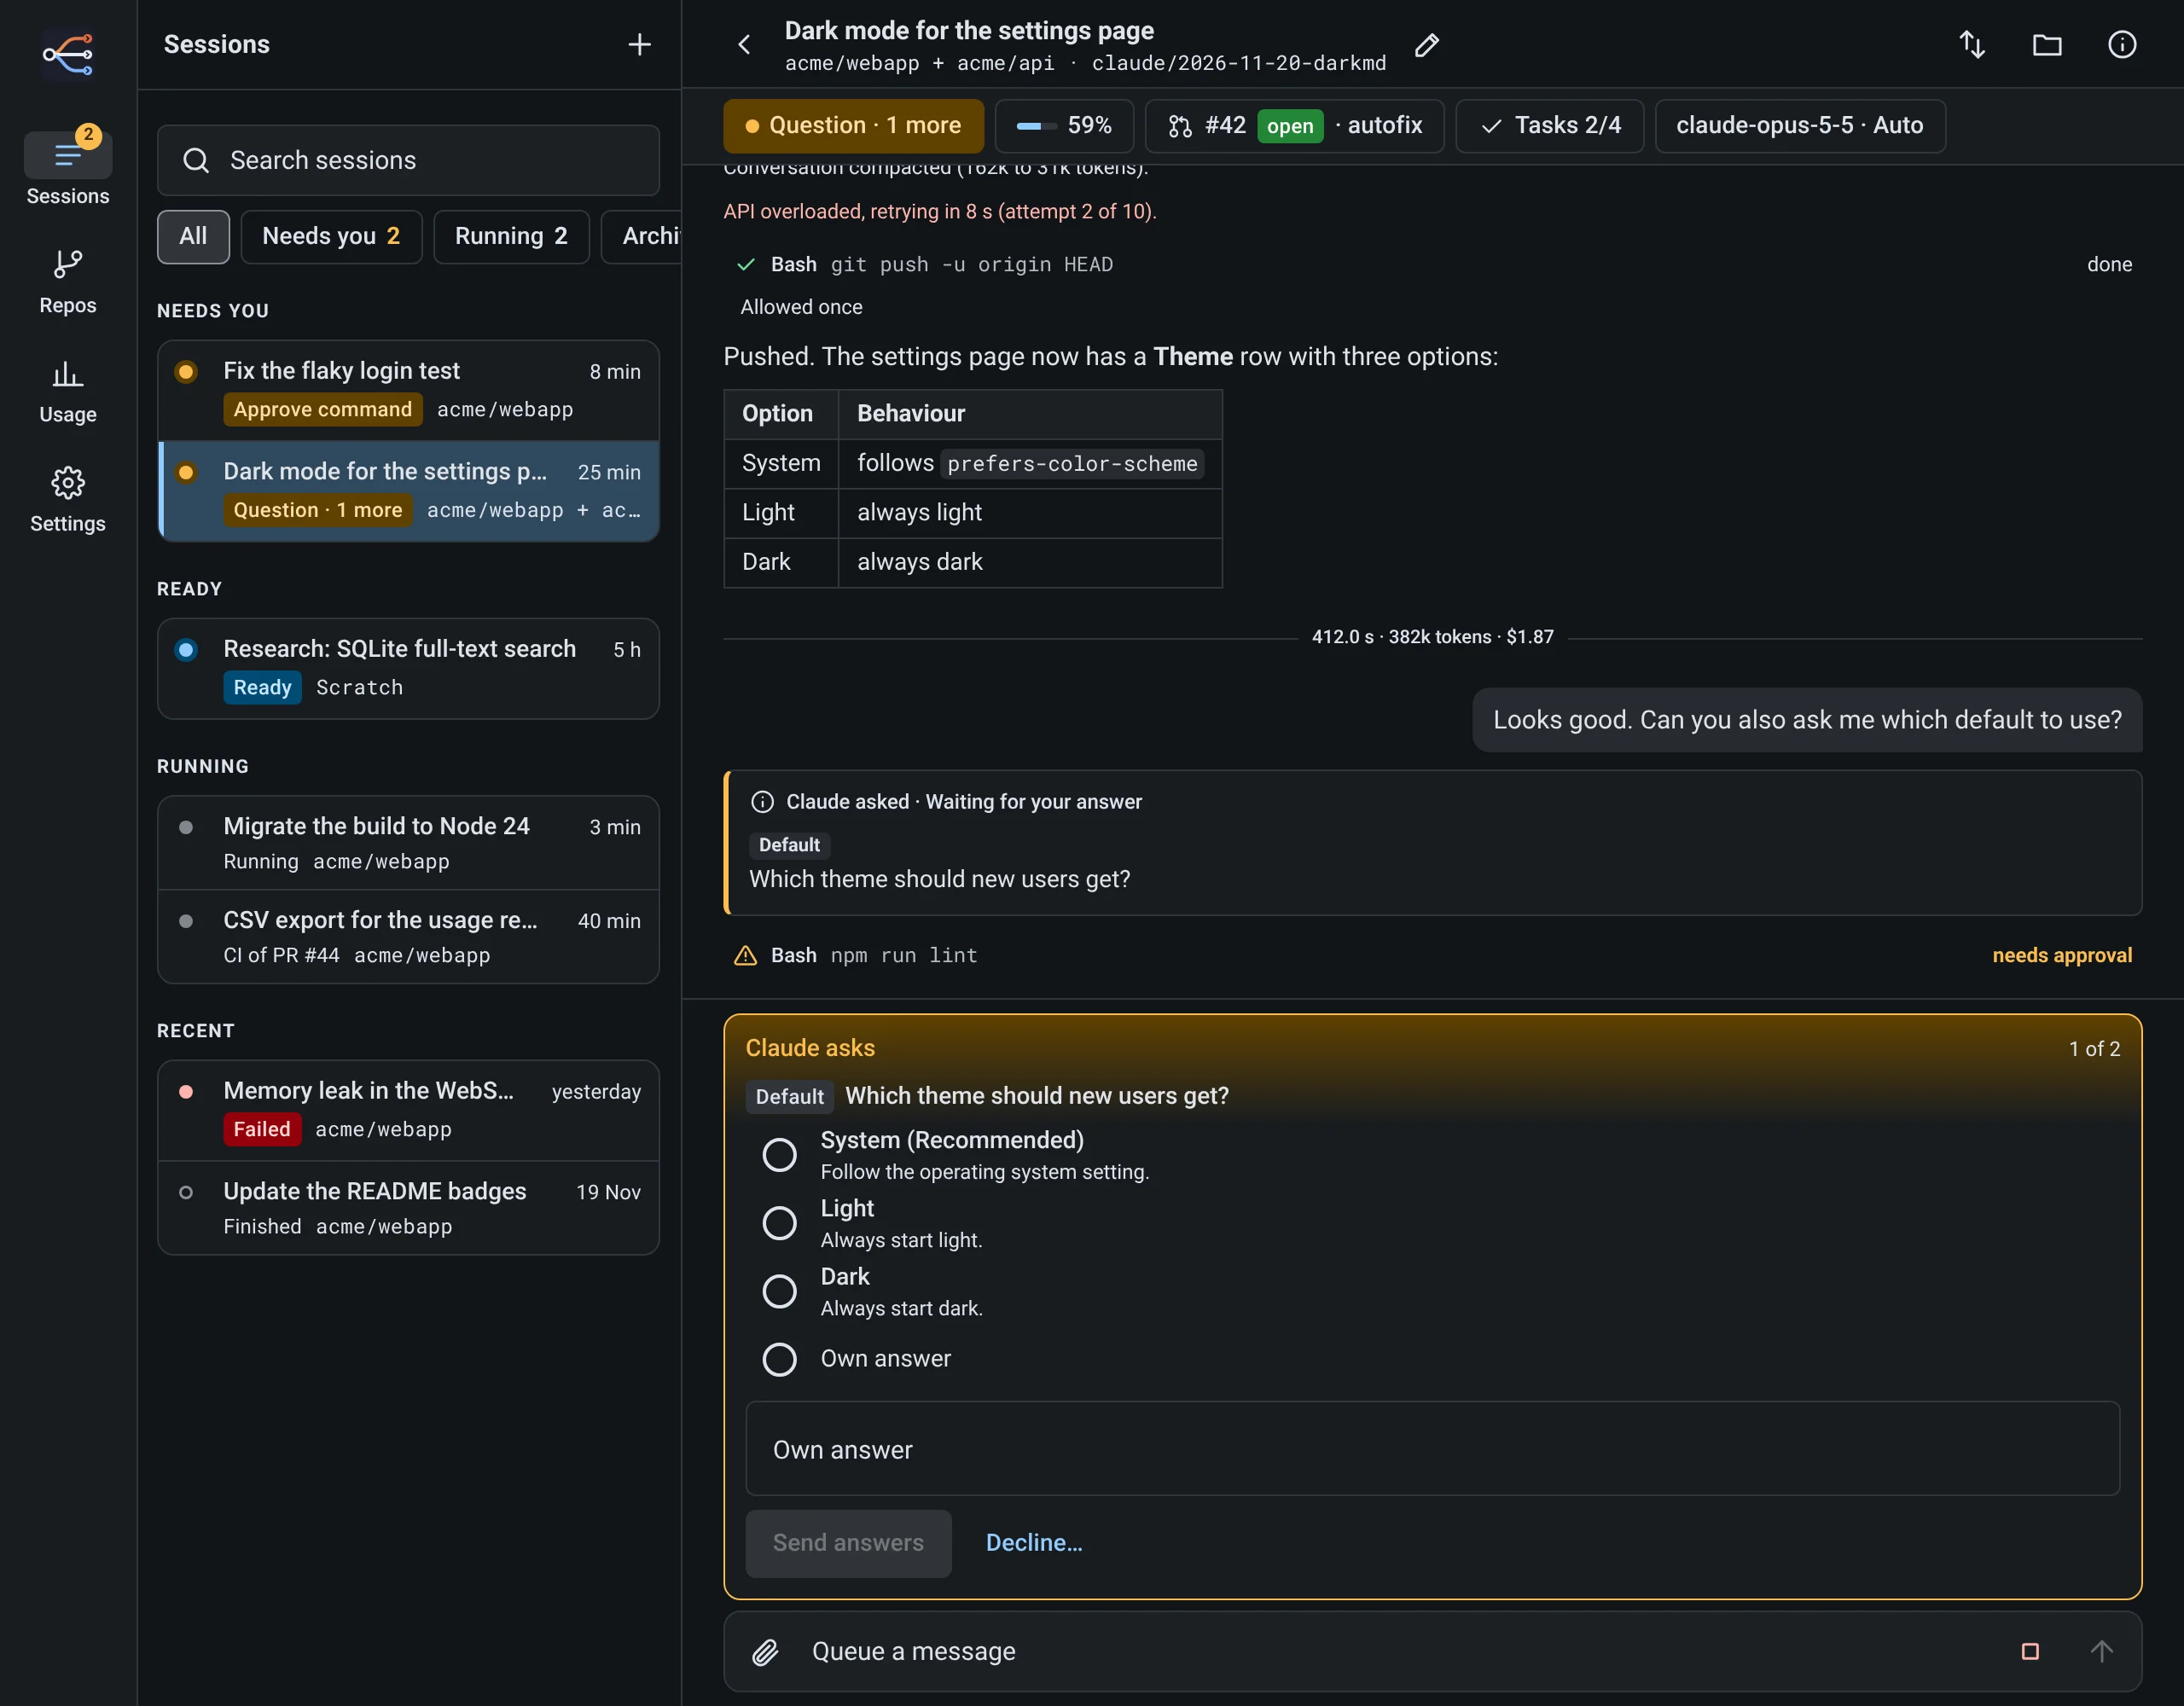 2
Sessions
Repos
Usage
Settings
Sessions
Search sessions
All
Needs you 2
Running 2
Archi
NEEDS YOU
Fix the flaky login test 8 min
Approve command acme/webapp
Dark mode for the settings p… 25 min
Question · 1 more acme/webapp + ac…
READY
Research: SQLite full-text search 5 h
Ready Scratch
RUNNING
Migrate the build to Node 24 3 min
Running acme/webapp
CSV export for the usage re… 40 min
CI of PR #44 acme/webapp
RECENT
Memory leak in the WebS… yesterday
Failed acme/webapp
Update the README badges 19 Nov
Finished acme/webapp
Dark mode for the settings page
acme/webapp + acme/api · claude/2026-11-20-darkmd
Question · 1 more
59%
#42 open · autofix
Tasks 2/4
claude-opus-5-5 · Auto
Conversation compacted (162k to 31k tokens).
API overloaded, retrying in 8 s (attempt 2 of 10).
Bash git push -u origin HEAD done
Allowed once
Pushed. The settings page now has a Theme row with three options:
Option Behaviour
System follows prefers-color-scheme
Light always light
Dark always dark
412.0 s · 382k tokens · $1.87
Looks good. Can you also ask me which default to use?
Claude asked · Waiting for your answer
Default
Which theme should new users get?
Bash npm run lint needs approval
Claude asks 1 of 2
Default Which theme should new users get?
System (Recommended)
Follow the operating system setting.
Light
Always start light.
Dark
Always start dark.
Own answer
Own answer
Send answers Decline…
Queue a message